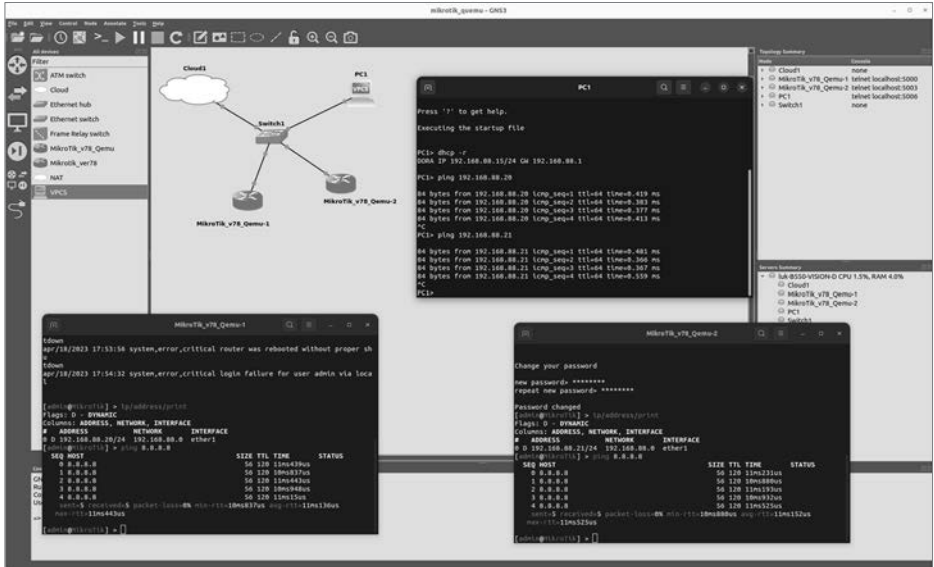 mikrotik_qemu - GNS3
File Edit View Control Node Annotate Tools Help
All devices
Filter
ATM switch
Cloud
Ethernet hub
Ethernet switch
Frame Relay switch
MikroTik_v78_Qemu
Mikrotik_ver78
NAT
VPCS
Cloud1
PC1
VPCS
Switch1
MikroTik_v78_Qemu-1
MikroTik_v78_Qemu-2
Topology Summary
Node Console
Cloud1 none
MikroTik_v78_Qemu-1 telnet localhost:5000
MikroTik_v78_Qemu-2 telnet localhost:5003
PC1 telnet localhost:5006
Switch1 none
Servers Summary
luk-B550-VISION-D CPU 1.5%, RAM 4.0%
Cloud1
MikroTik_v78_Qemu-1
MikroTik_v78_Qemu-2
PC1
Switch1
PC1
Press '?' to get help.
Executing the startup file
PC1> dhcp -r
DORA IP 192.168.88.15/24 GW 192.168.88.1
PC1> ping 192.168.88.20
84 bytes from 192.168.88.20 icmp_seq=1 ttl=64 time=0.419 ms
84 bytes from 192.168.88.20 icmp_seq=2 ttl=64 time=0.383 ms
84 bytes from 192.168.88.20 icmp_seq=3 ttl=64 time=0.377 ms
84 bytes from 192.168.88.20 icmp_seq=4 ttl=64 time=0.413 ms
^C
PC1> ping 192.168.88.21
84 bytes from 192.168.88.21 icmp_seq=1 ttl=64 time=0.481 ms
84 bytes from 192.168.88.21 icmp_seq=2 ttl=64 time=0.366 ms
84 bytes from 192.168.88.21 icmp_seq=3 ttl=64 time=0.367 ms
84 bytes from 192.168.88.21 icmp_seq=4 ttl=64 time=0.559 ms
^C
PC1>
MikroTik_v78_Qemu-1
tdown
apr/18/2023 17:53:56 system,error,critical router was rebooted without proper sh
u
tdown
apr/18/2023 17:54:32 system,error,critical login failure for user admin via loca
l
[admin@MikroTik] > ip/address/print
Flags: D - DYNAMIC
Columns: ADDRESS, NETWORK, INTERFACE
# ADDRESS NETWORK INTERFACE
0 D 192.168.88.20/24 192.168.88.0 ether1
[admin@MikroTik] > ping 8.8.8.8
SEQ HOST SIZE TTL TIME STATUS
0 8.8.8.8 56 120 11ms439us
1 8.8.8.8 56 120 10ms837us
2 8.8.8.8 56 120 11ms443us
3 8.8.8.8 56 120 10ms948us
4 8.8.8.8 56 120 11ms15us
sent=5 received=5 packet-loss=0% min-rtt=10ms837us avg-rtt=11ms136us
max-rtt=11ms443us
[admin@MikroTik] >
MikroTik_v78_Qemu-2
Change your password
new password> ********
repeat new password> ********
Password changed
[admin@MikroTik] > ip/address/print
Flags: D - DYNAMIC
Columns: ADDRESS, NETWORK, INTERFACE
# ADDRESS NETWORK INTERFACE
0 D 192.168.88.21/24 192.168.88.0 ether1
[admin@MikroTik] > ping 8.8.8.8
SEQ HOST SIZE TTL TIME STATUS
0 8.8.8.8 56 120 11ms231us
1 8.8.8.8 56 120 10ms880us
2 8.8.8.8 56 120 11ms193us
3 8.8.8.8 56 120 10ms932us
4 8.8.8.8 56 120 11ms525us
sent=5 received=5 packet-loss=0% min-rtt=10ms880us avg-rtt=11ms152us
max-rtt=11ms525us
[admin@MikroTik] >